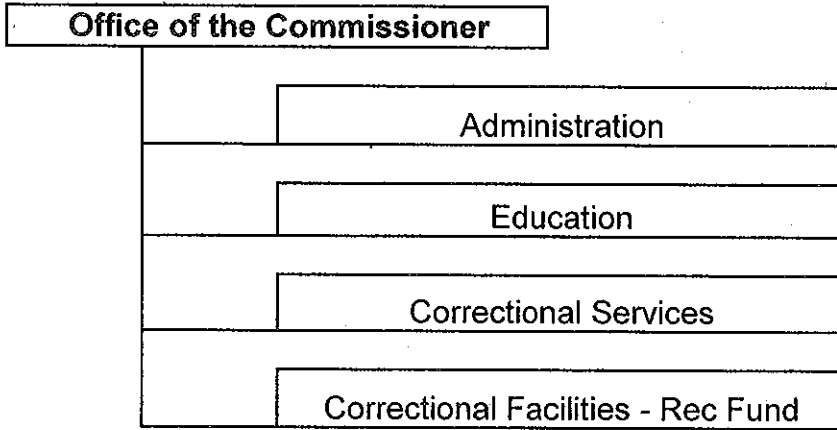 Office of the Commissioner
Administration
Education
Correctional Services
Correctional Facilities - Rec Fund